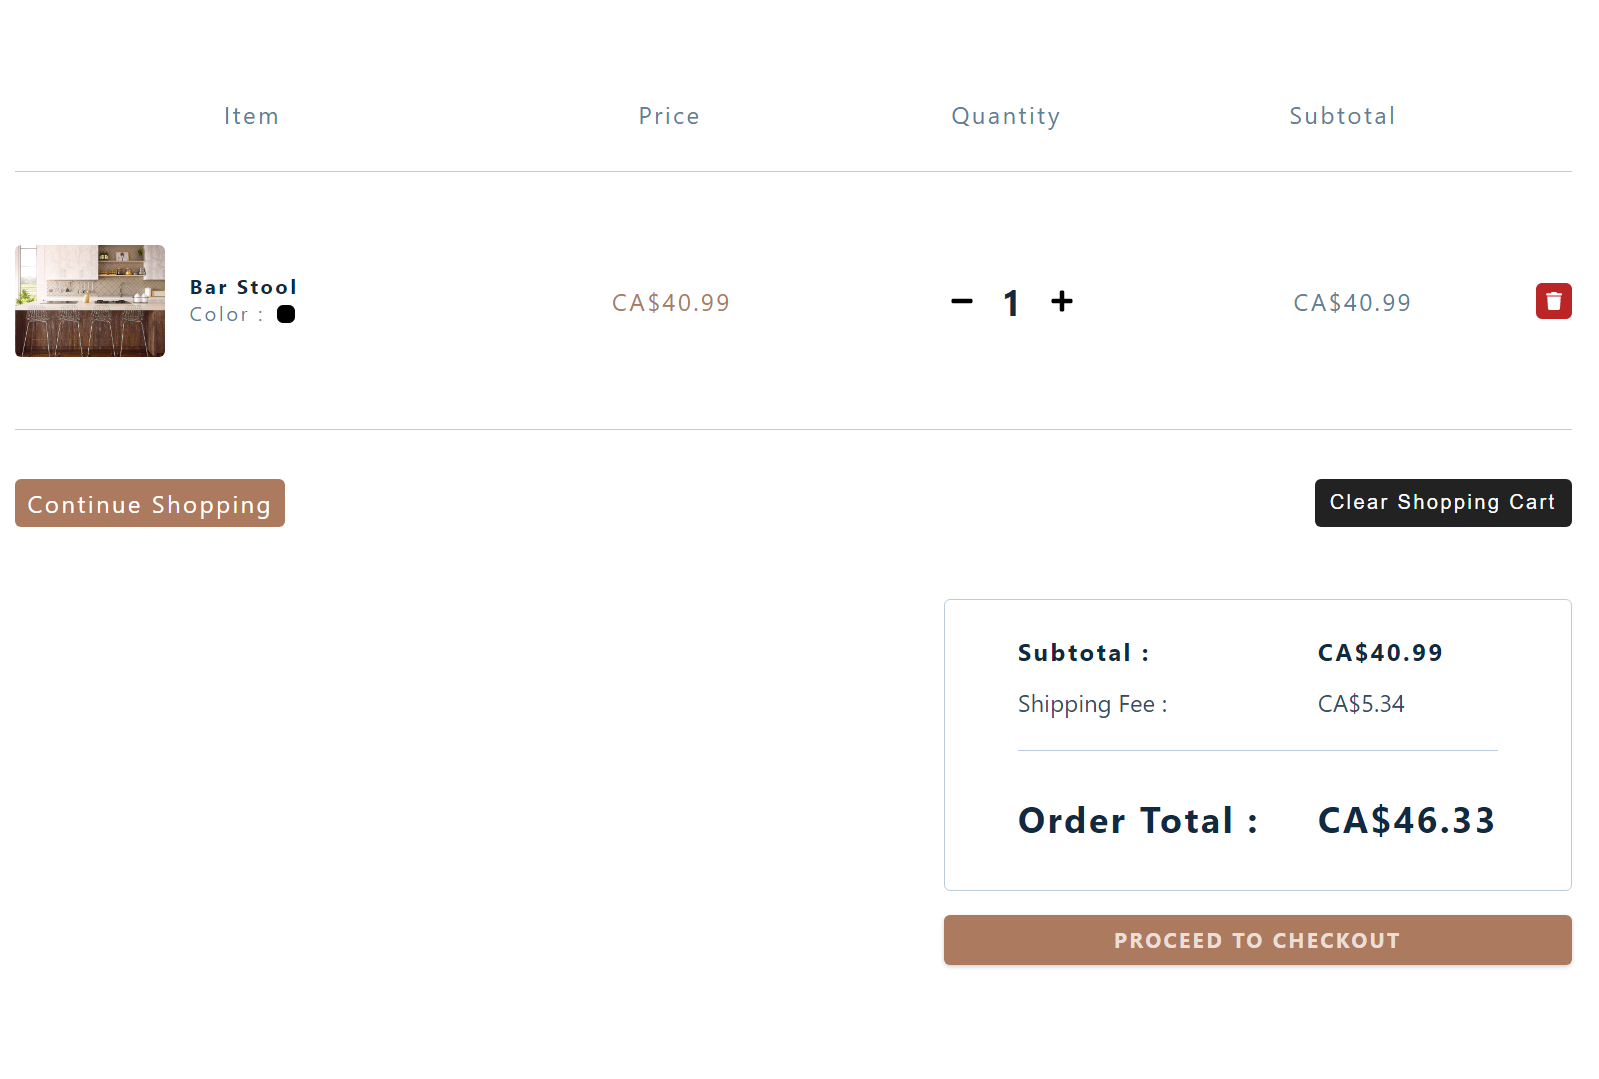 Item Price Quantity Subtotal
Bar Stool
Color :
CA$40.99 1 CA$40.99
Continue Shopping Clear Shopping Cart
Subtotal : CA$40.99
Shipping Fee : CA$5.34
Order Total : CA$46.33
PROCEED TO CHECKOUT